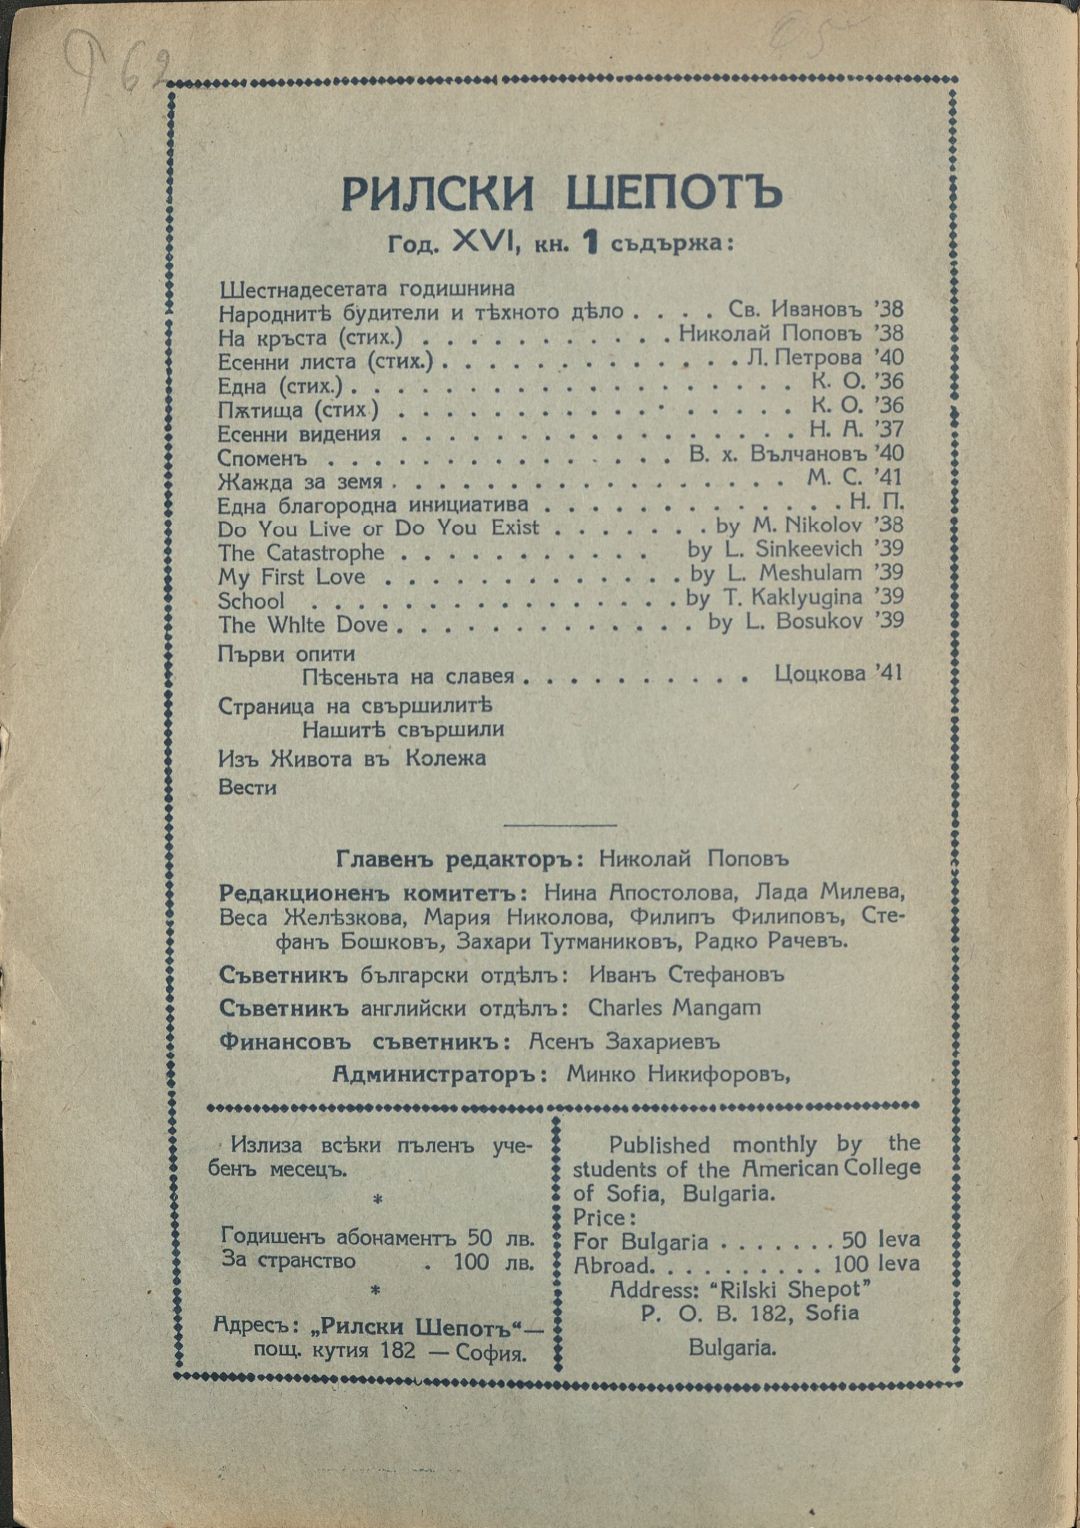 P 62
РИЛСКИ ШЕПОТЪ
Год. XVI, кн. 1 съдържа:
Шестнадесетата годишнина
Народнитѣ будители и тѣхното дѣло . . . . Св. Ивановъ '38
На кръста (стих.) . . . . . . . . . . . Николай Поповъ '38
Есенни листа (стих.) . . . . . . . . . . . . . Л. Петрова '40
Една (стих.) . . . . . . . . . . . . . . . . . . К. О. '36
Пѫтища (стих) . . . . . . . . . . . . . . . . К. О. '36
Есенни видения . . . . . . . . . . . . . . . . . Н. А. '37
Споменъ . . . . . . . . . . . . . . В. х. Вълчановъ '40
Жажда за земя . . . . . . . . . . . . . . . . . М. С. '41
Една благородна инициатива . . . . . . . . . . . . Н. П.
Do You Live or Do You Exist . . . . . . . by M. Nikolov '38
The Catastrophe . . . . . . . . . . . by L. Sinkeevich '39
My First Love . . . . . . . . . . . . . by L. Meshulam '39
School . . . . . . . . . . . . . . . . by T. Kaklyugina '39
The Whlte Dove . . . . . . . . . . . . . by L. Bosukov '39
Първи опити
Пѣсеньта на славея . . . . . . . . . . Цоцкова '41
Страница на свършилитѣ
Нашитѣ свършили
Изъ Живота въ Колежа
Вести
Главенъ редакторъ: Николай Поповъ
Редакционенъ комитетъ: Нина Апостолова, Лада Милева,
Веса Желѣзкова, Мария Николова, Филипъ Филиповъ, Сте-
фанъ Бошковъ, Захари Тутманиковъ, Радко Рачевъ.
Съветникъ български отдѣлъ: Иванъ Стефановъ
Съветникъ английски отдѣлъ: Charles Mangam
Финансовъ съветникъ: Асенъ Захариевъ
Администраторъ: Минко Никифоровъ,
Излиза всѣки пъленъ уче-
бенъ месецъ.
*
Годишенъ абонаментъ 50 лв.
За странство . 100 лв.
*
Адресъ: „Рилски Шепотъ“—
пощ. кутия 182 — София.
Published monthly by the
students of the American College
of Sofia, Bulgaria.
Price:
For Bulgaria . . . . . . . 50 leva
Abroad. . . . . . . . . . 100 leva
Address: “Rilski Shepot”
P. O. B. 182, Sofia
Bulgaria.